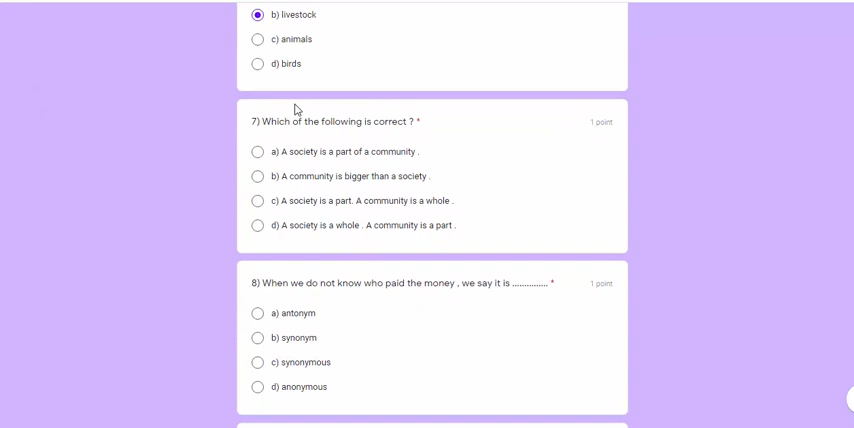 b) livestock
c) animals
d) birds
7) Which of the following is correct ? *
1 point
a) A society is a part of a community .
b) A community is bigger than a society .
c) A society is a part. A community is a whole .
d) A society is a whole . A community is a part .
8) When we do not know who paid the money , we say it is ............... *
1 point
a) antonym
b) synonym
c) synonymous
d) anonymous